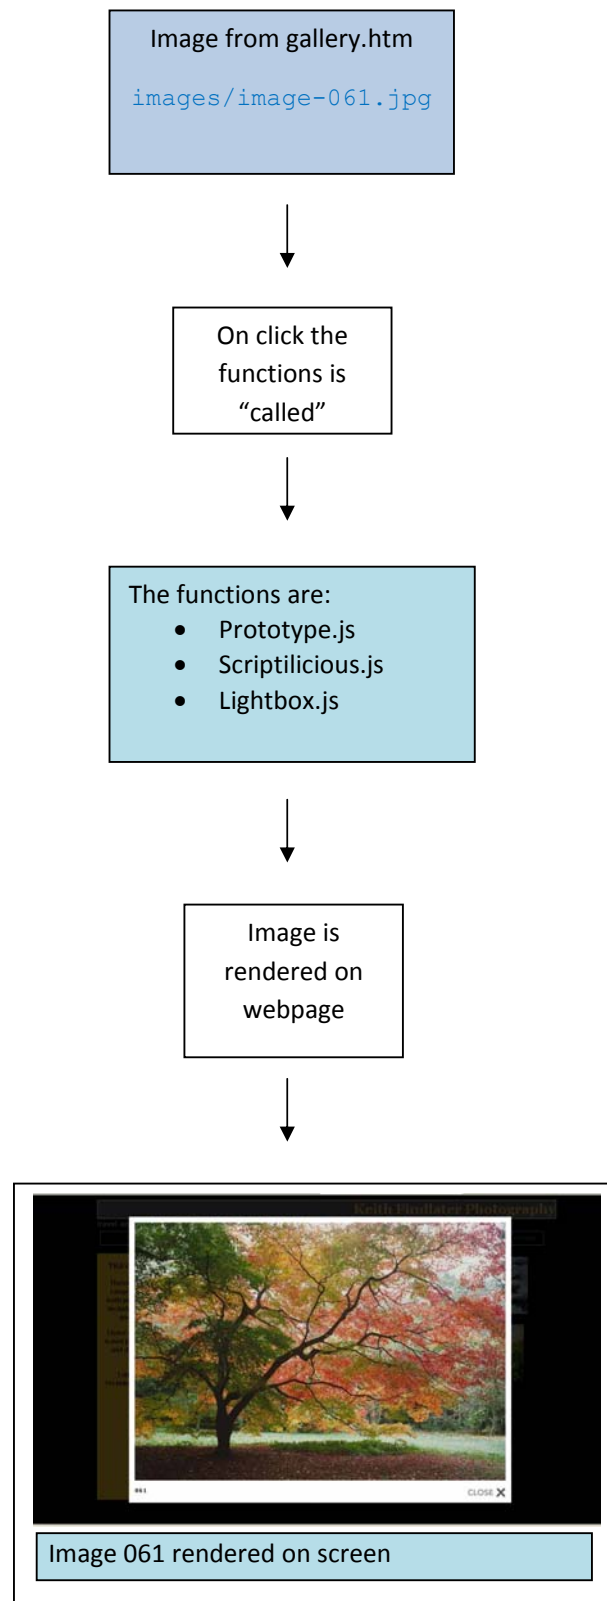 Image from gallery.htm
images/image-061.jpg
On click the
functions is
“called”
The functions are:
• Prototype.js
• Scriptilicious.js
• Lightbox.js
Image is
rendered on
webpage
Keith Findlater Photography
061
CLOSE X
Image 061 rendered on screen